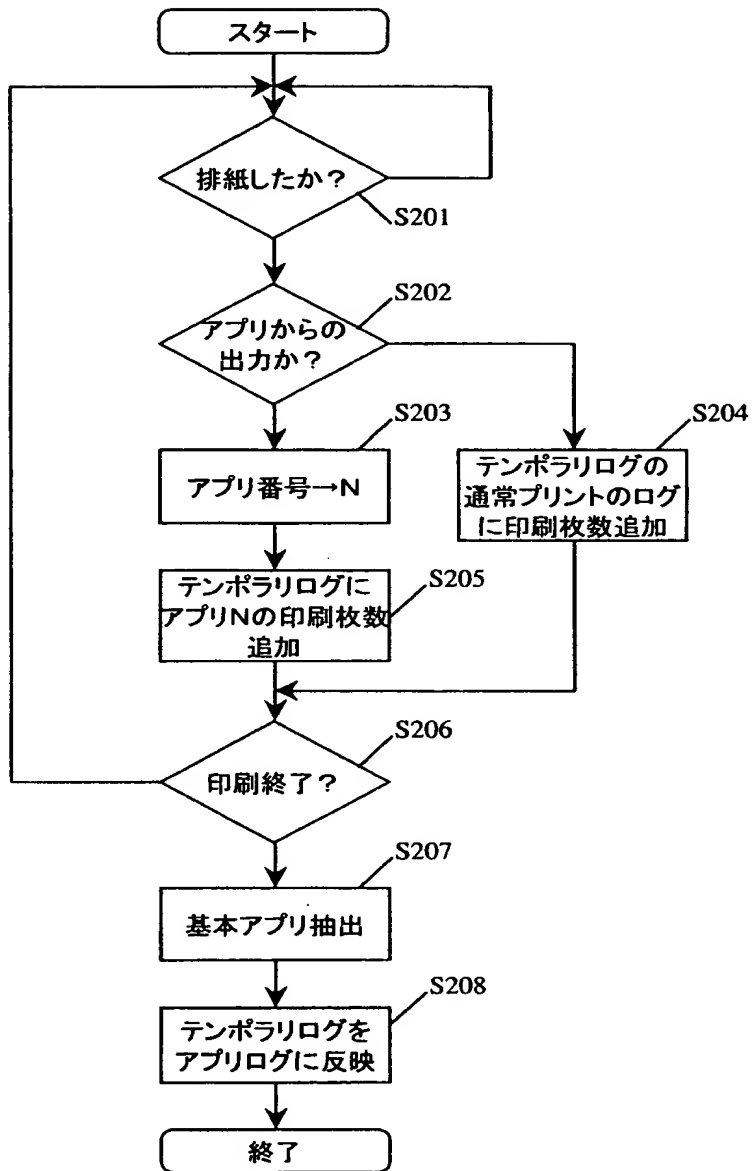 スタート
排紙したか？
S201
S202
アプリからの
出力か？
S203
アプリ番号→N
S204
テンポラリログの
通常プリントのログ
に印刷枚数追加
S205
テンポラリログに
アプリNの印刷枚数
追加
S206
印刷終了？
S207
基本アプリ抽出
S208
テンポラリログを
アプリログに反映
終了